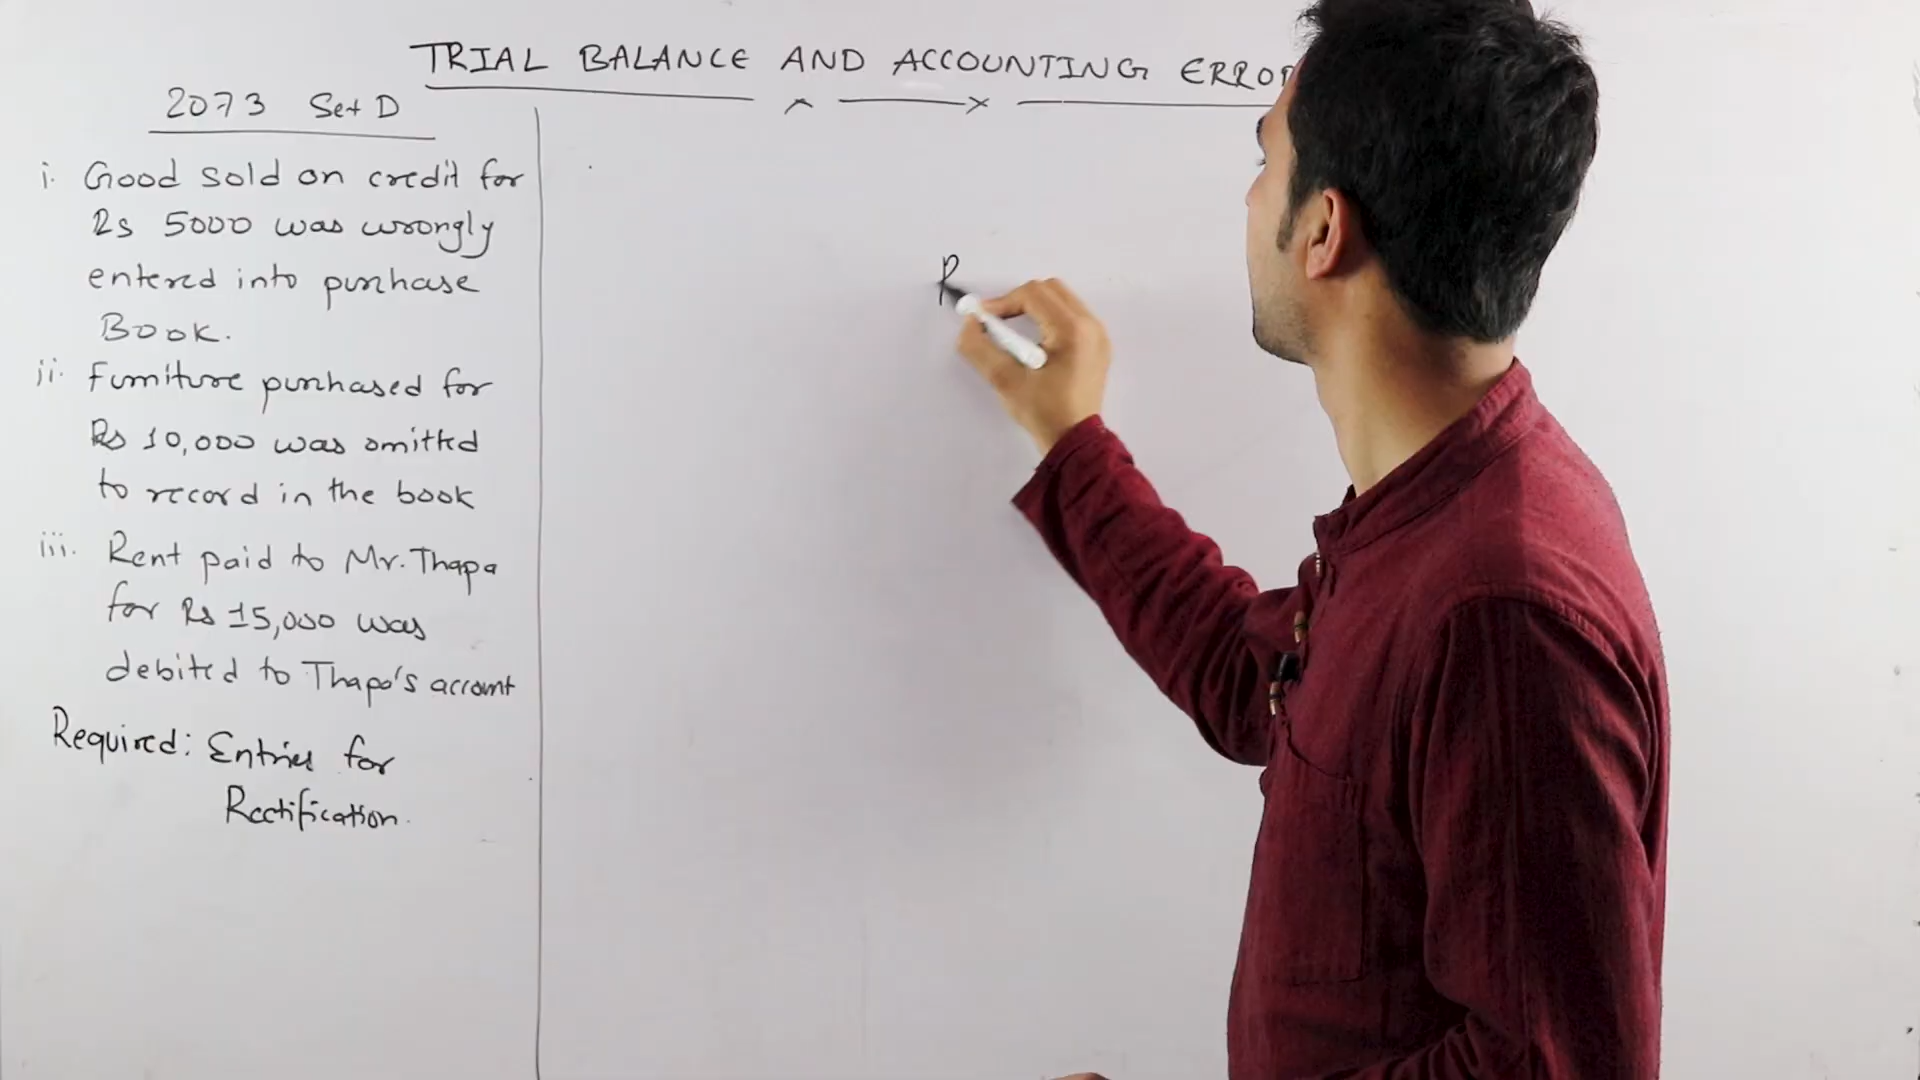 TRIAL BALANCE AND ACCOUNTING ERROR
2073 Set D
i. Good sold on credit for
Rs 5000 was wrongly
entered into purchase
Book.
ii. Furniture purchased for
Rs 10,000 was omitted
to record in the book
iii. Rent paid to Mr. Thapa
for Rs 15,000 was
debited to Thapa's account
Required: Entries for
Rectification.
R